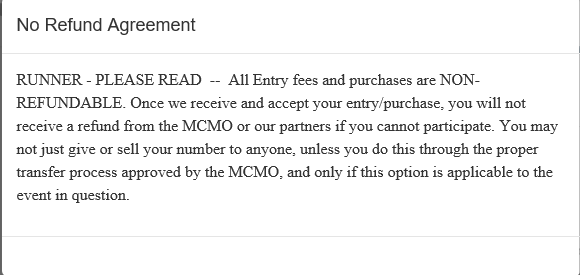 No Refund Agreement
RUNNER - PLEASE READ -- All Entry fees and purchases are NON-
REFUNDABLE. Once we receive and accept your entry/purchase, you will not
receive a refund from the MCMO or our partners if you cannot participate. You may
not just give or sell your number to anyone, unless you do this through the proper
transfer process approved by the MCMO, and only if this option is applicable to the
event in question.